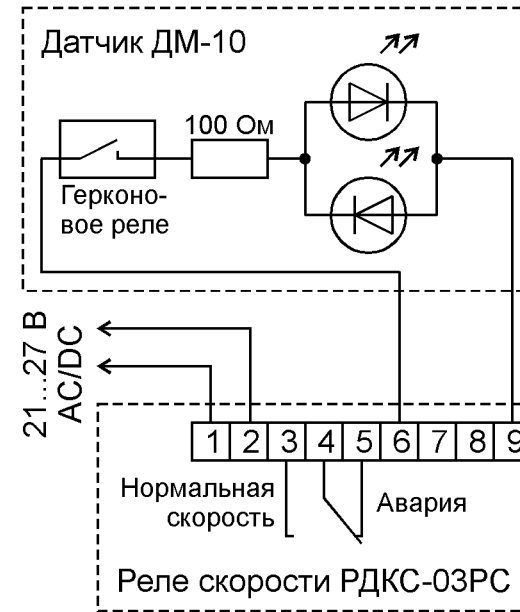 Датчик ДМ-10
100 Ом
Герконо-
вое реле
21...27 В
AC/DC
1 2 3 4 5 6 7 8 9
Нормальная
скорость
Авария
Реле скорости РДКС-03РС